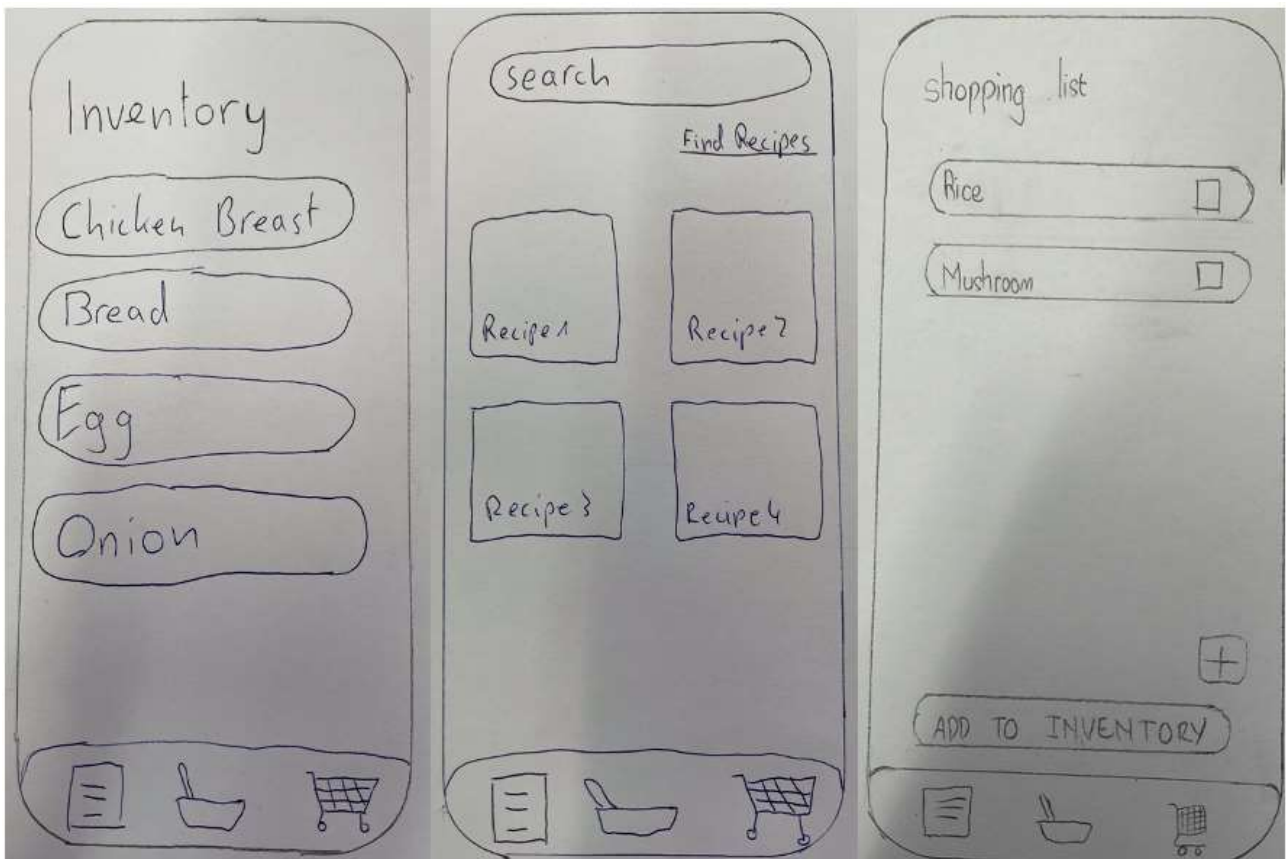 Inventory
Chicken Breast
Bread
Egg
Onion
search
Find Recipes
Recipe1
Recipe2
Recipe3
Recipe4
shopping list
Rice
Mushroom
ADD TO INVENTORY